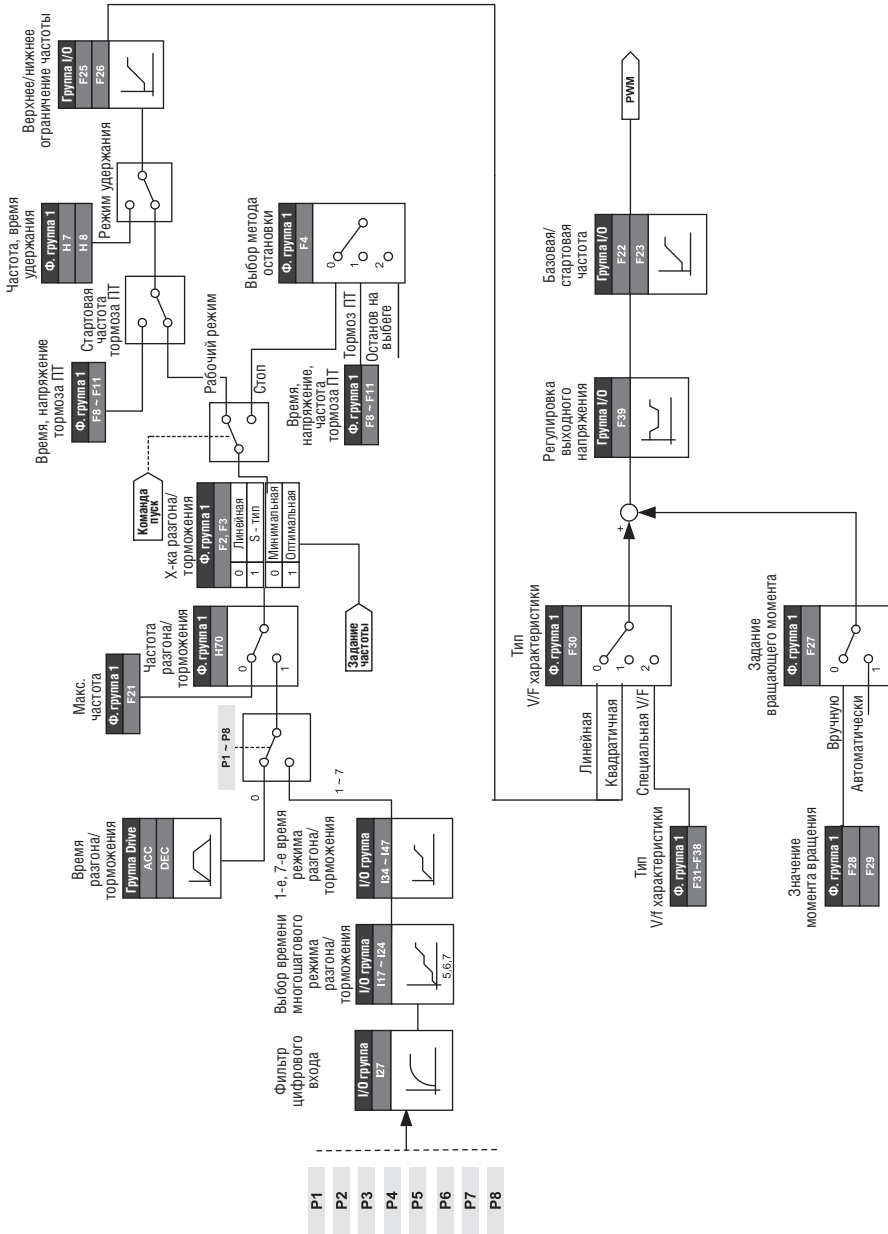 P1
P2
P3
P4
P5
P6
P7
P8
Фильтр
цифрового
входа
I/O группа
I27
Выбор времени
многошагового
режима
разгона/
торможения
I/O группа
I17 ~ I24
5,6,7
1-е, 7-е время
режима
разгона/
торможения
I/O группа
I34 ~ I47
Время
разгона/
торможения
Группа Drive
ACC
DEC
P1 ~ P8
0
1 ~ 7
Макс.
частота
Ф. группа 1
F21
Частота
разгона/
торможения
Ф. группа 1
H70
0
1
Х-ка разгона/
торможения
Ф. группа 1
F2, F3
0 Линейная
1 S - тип
0 Минимальная
1 Оптимальная
Задание
частоты
Команда
пуск
Рабочий режим
Стоп
Время, напряжение
тормоза ПТ
Ф. группа 1
F8 ~ F11
Стартовая
частота
тормоза ПТ
Время,
напряжение,
частота
тормоза ПТ
Ф. группа 1
F8 ~ F11
Тормоз ПТ
Останов на
выбеге
Выбор метода
остановки
Ф. группа 1
F4
0
1
2
Частота, время
удержания
Ф. группа 1
H 7
H 8
Режим удержания
Верхнее/нижнее
ограничение частоты
Группа I/O
F25
F26
Тип
V/f характеристики
Ф. группа 1
F31~F38
Линейная
Квадратичная
Специальная V/F
Тип
V/F характеристики
Ф. группа 1
F30
0
1
2
Значение
момента вращения
Ф. группа 1
F28
F29
Вручную
Автоматически
Задание
вращающего момента
Ф. группа 1
F27
0
1
+
Регулировка
выходного
напряжения
Группа I/O
F39
Базовая/
стартовая
частота
Группа I/O
F22
F23
PWM